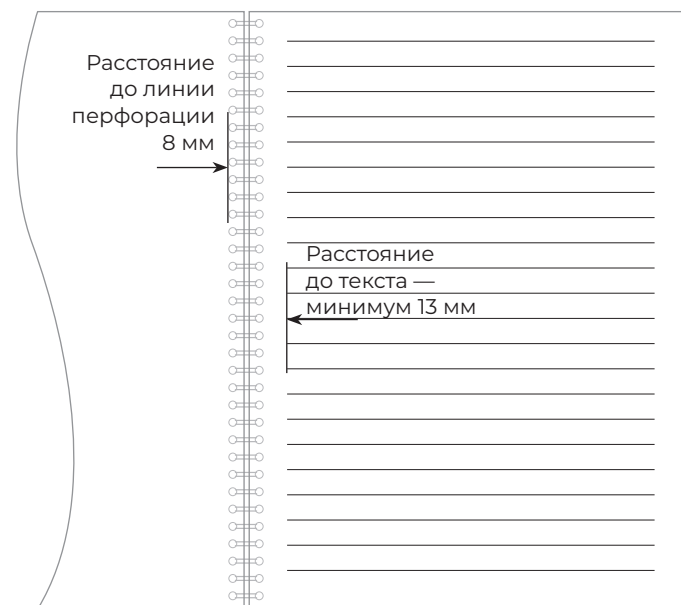 Расстояние
до линии
перфорации
8 мм
Расстояние
до текста —
минимум 13 мм